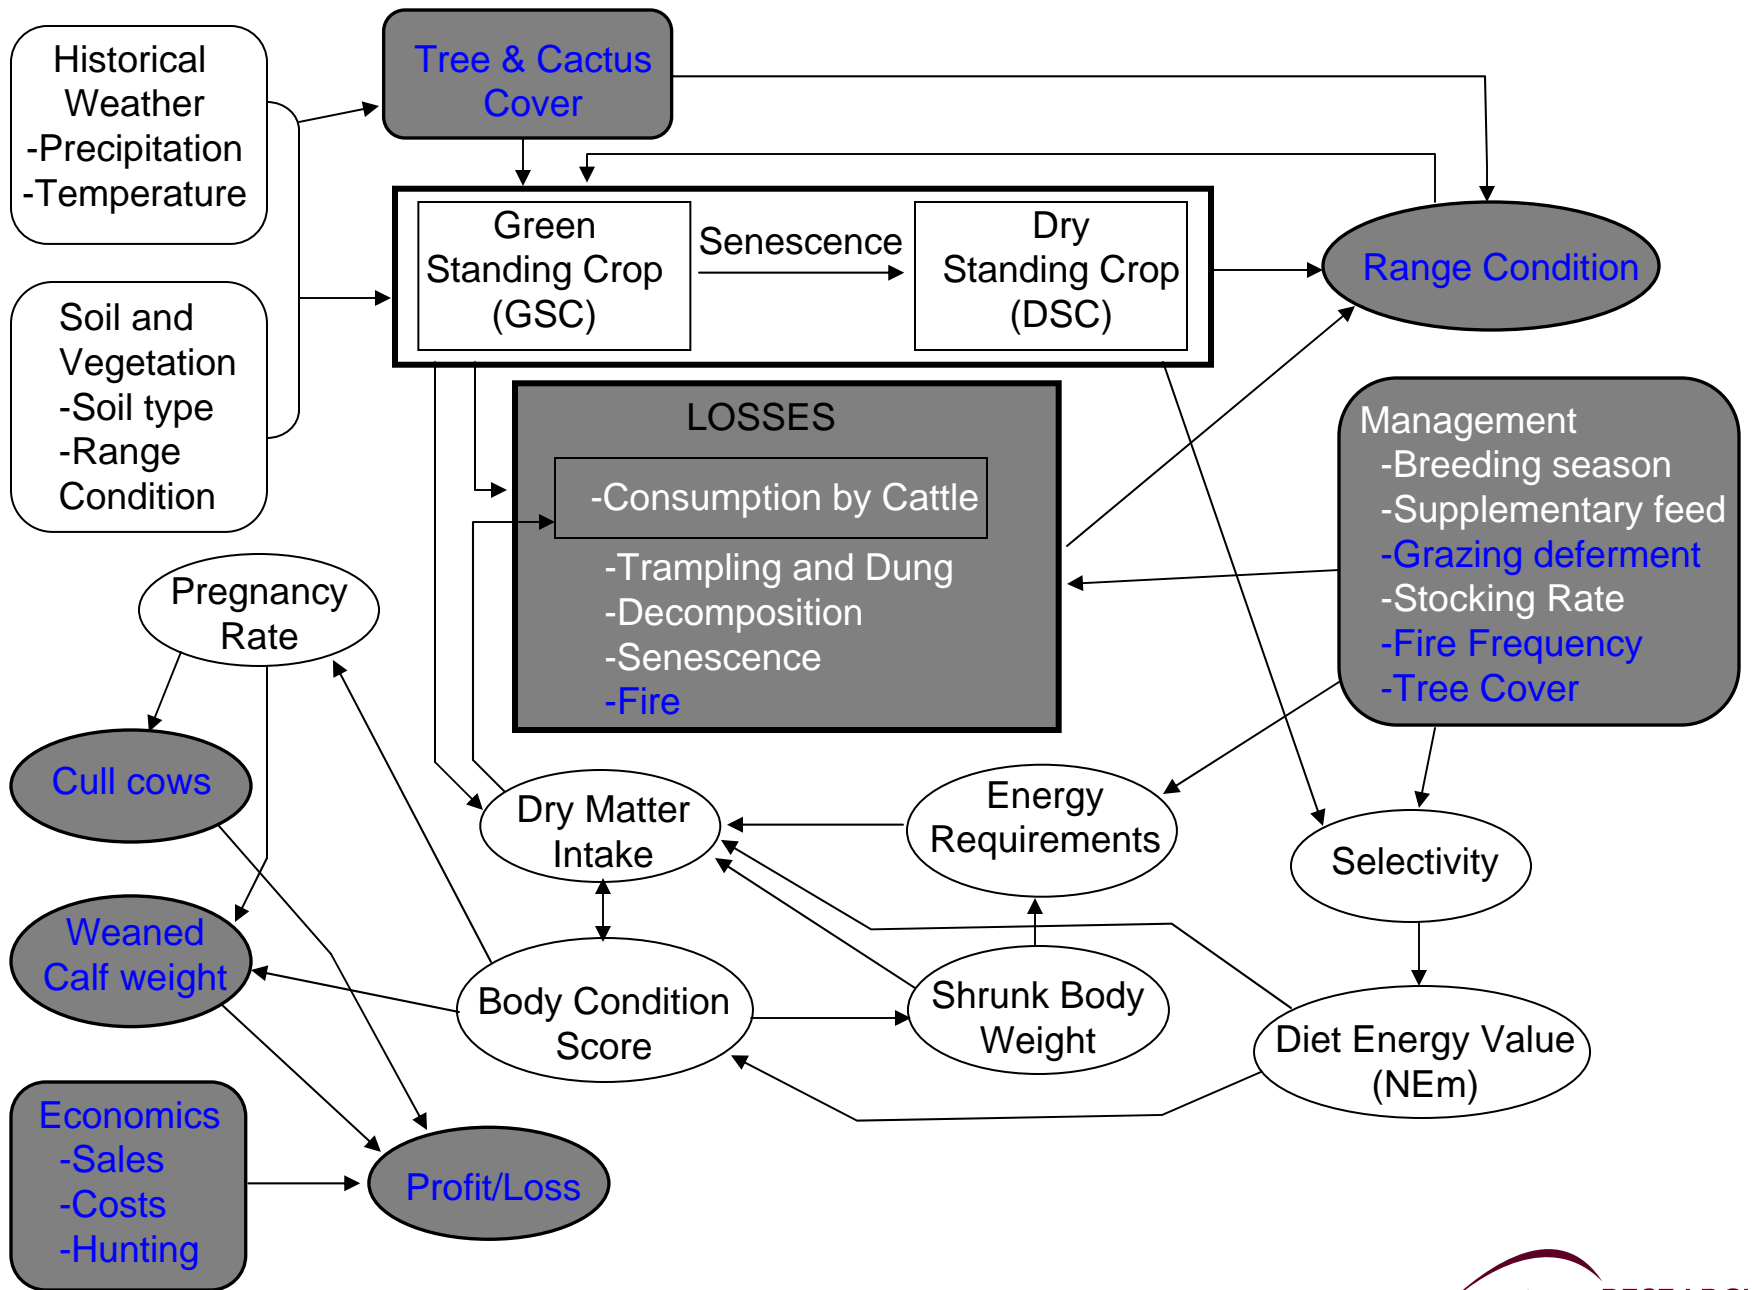 Historical
Weather
-Precipitation
-Temperature
Tree & Cactus
Cover
Green
Standing Crop
(GSC)
Senescence
Dry
Standing Crop
(DSC)
Range Condition
Soil and
Vegetation
-Soil type
-Range
Condition
LOSSES
-Consumption by Cattle
-Trampling and Dung
-Decomposition
-Senescence
-Fire
Management
-Breeding season
-Supplementary feed
-Grazing deferment
-Stocking Rate
-Fire Frequency
-Tree Cover
Pregnancy
Rate
Cull cows
Dry Matter
Intake
Energy
Requirements
Selectivity
Weaned
Calf weight
Body Condition
Score
Shrunk Body
Weight
Diet Energy Value
(NEm)
Economics
-Sales
-Costs
-Hunting
Profit/Loss